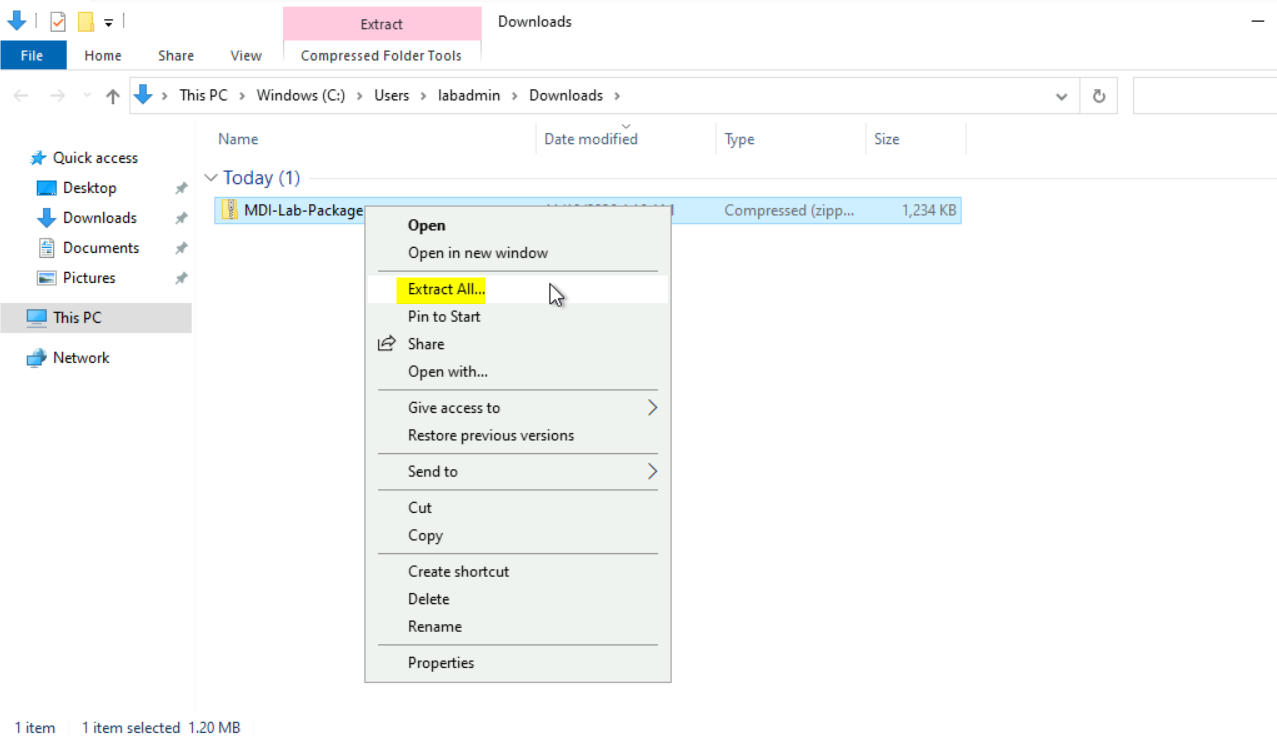 Extract
Downloads
File
Home
Share
View
Compressed Folder Tools
This PC
Windows (C:)
Users
labadmin
Downloads
Name
Date modified
Type
Size
Quick access
Desktop
Downloads
Documents
Pictures
This PC
Network
Today (1)
MDI-Lab-Package
Compressed (zipp...
1,234 KB
Open
Open in new window
Extract All...
Pin to Start
Share
Open with...
Give access to
Restore previous versions
Send to
Cut
Copy
Create shortcut
Delete
Rename
Properties
1 item
1 item selected 1.20 MB